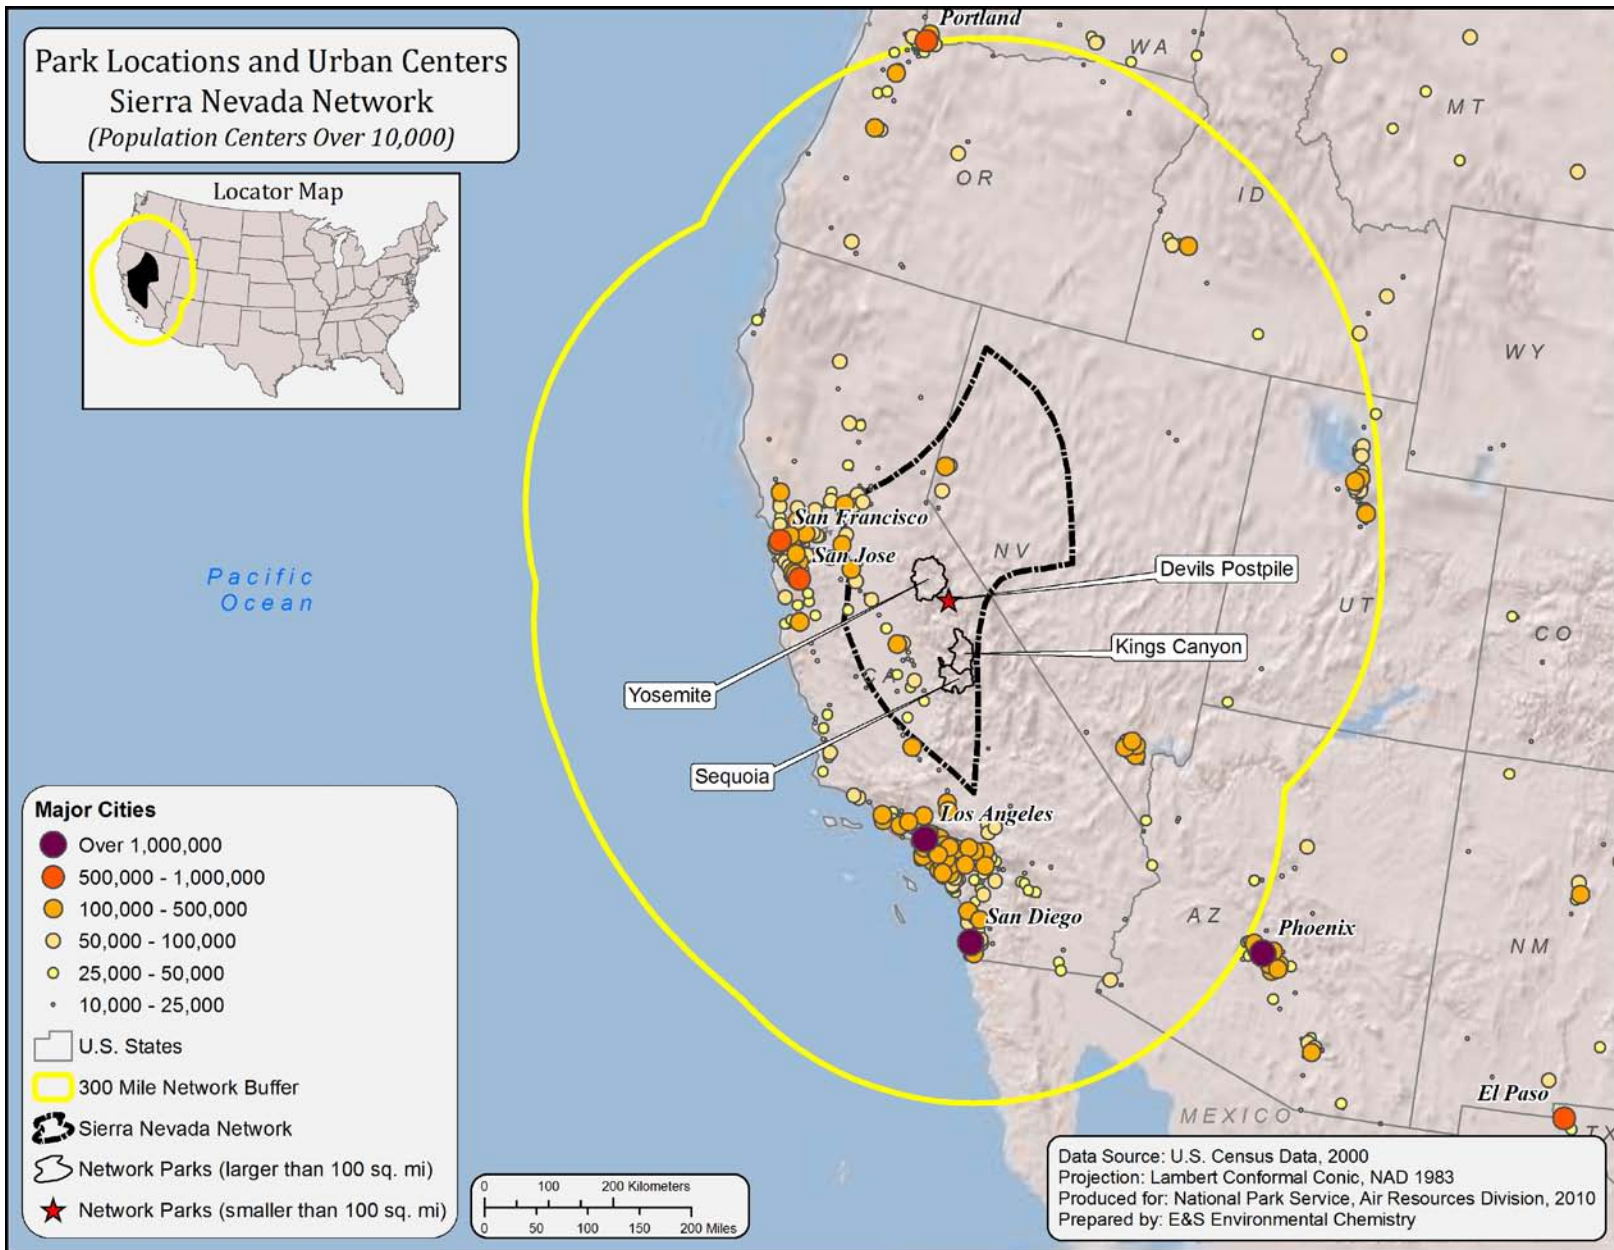 Park Locations and Urban Centers
Sierra Nevada Network
(Population Centers Over 10,000)
Locator Map
Portland
WA
MT
OR
ID
WY
San Francisco
San Jose
NV
Devils Postpile
Pacific
Ocean
UT
CO
Kings Canyon
Yosemite
CA
Sequoia
Los Angeles
San Diego
AZ
Phoenix
NM
El Paso
MEXICO
TX
Major Cities
Over 1,000,000
500,000 - 1,000,000
100,000 - 500,000
50,000 - 100,000
25,000 - 50,000
10,000 - 25,000
U.S. States
300 Mile Network Buffer
Sierra Nevada Network
Network Parks (larger than 100 sq. mi)
Network Parks (smaller than 100 sq. mi)
0 100 200 Kilometers
0 50 100 150 200 Miles
Data Source: U.S. Census Data, 2000
Projection: Lambert Conformal Conic, NAD 1983
Produced for: National Park Service, Air Resources Division, 2010
Prepared by: E&S Environmental Chemistry